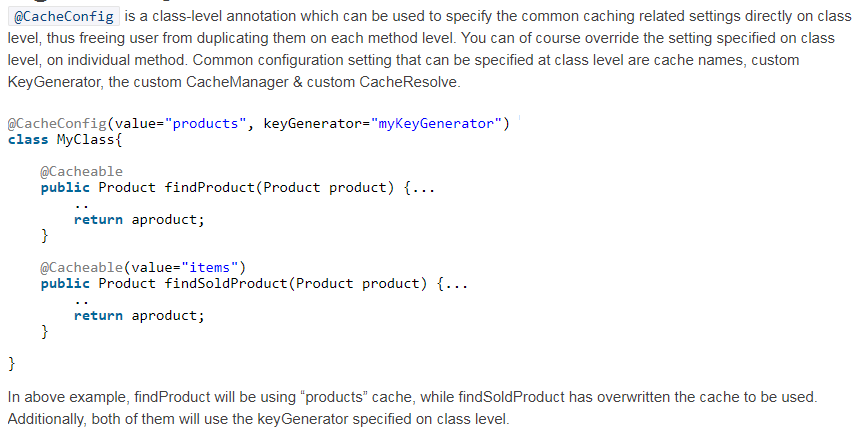 @CacheConfig is a class-level annotation which can be used to specify the common caching related settings directly on class
level, thus freeing user from duplicating them on each method level. You can of course override the setting specified on class
level, on individual method. Common configuration setting that can be specified at class level are cache names, custom
KeyGenerator, the custom CacheManager & custom CacheResolve.
@CacheConfig(value="products", keyGenerator="myKeyGenerator")
class MyClass{
@Cacheable
public Product findProduct(Product product) {...
..
return aproduct;
}
@Cacheable(value="items")
public Product findSoldProduct(Product product) {...
..
return aproduct;
}
}
In above example, findProduct will be using “products” cache, while findSoldProduct has overwritten the cache to be used.
Additionally, both of them will use the keyGenerator specified on class level.